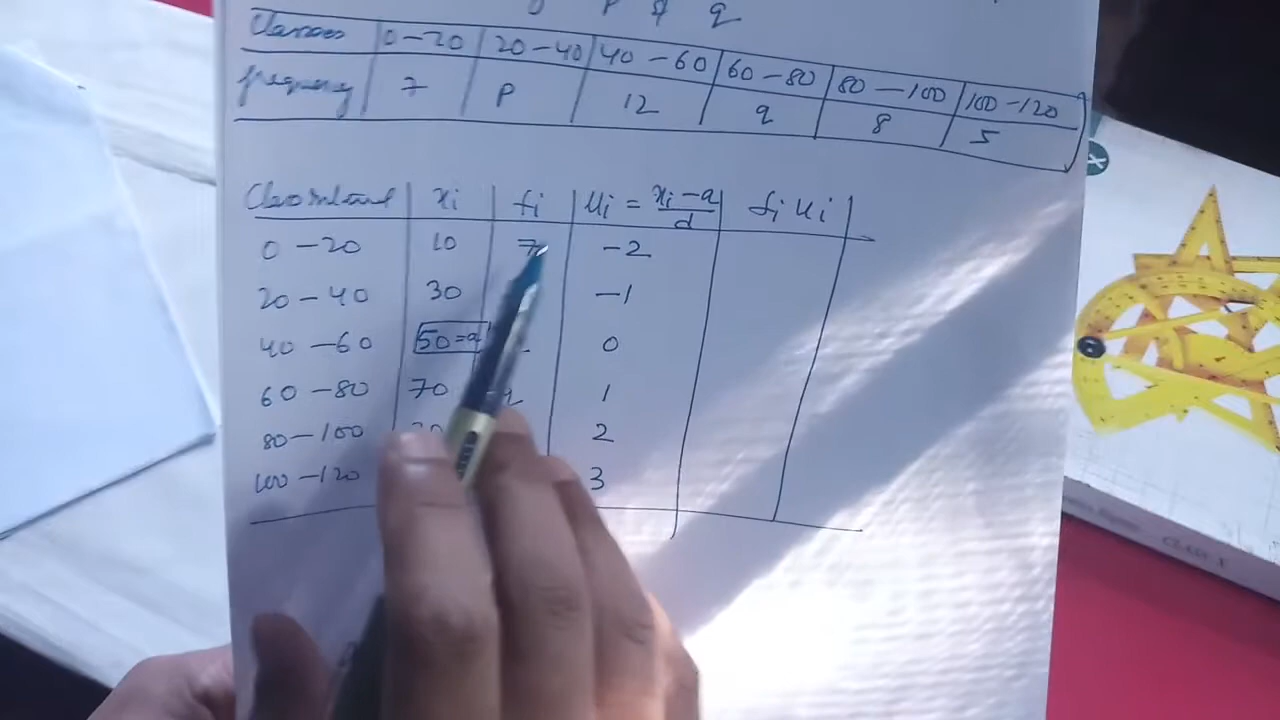 p & q
Classes 0-20 20-40 40-60 60-80 80-100 100-120
frequency 7 p 12 q 8 5
xi fi ui = xi-a/d fi ui
0-20 10 7 -2
20-40 30 -1
40-60 50=a 0
60-80 70 q 1
80-100 2
100-120 3
CLASS X